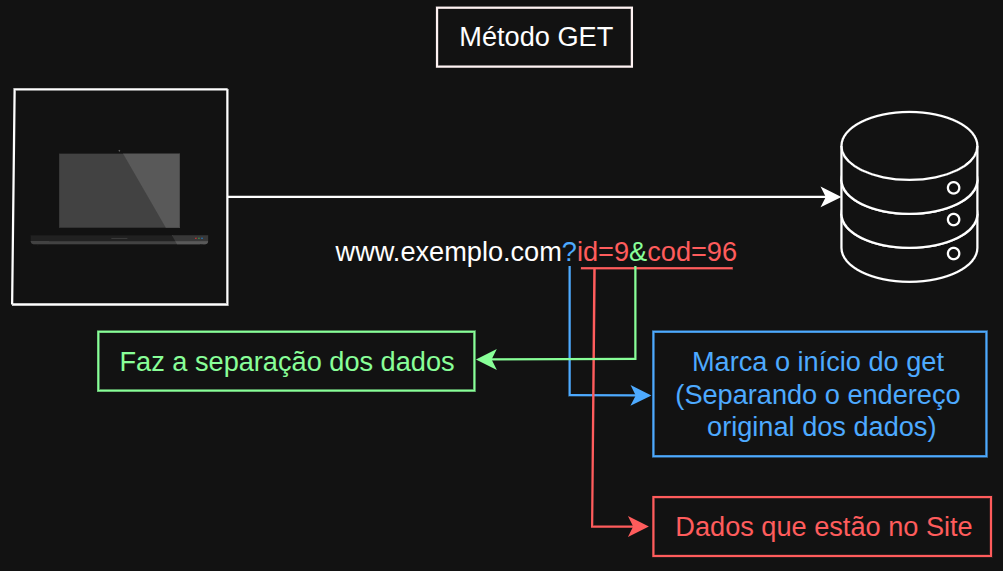 Método GET
www.exemplo.com?id=9&cod=96
Faz a separação dos dados
Marca o início do get
(Separando o endereço
original dos dados)
Dados que estão no Site